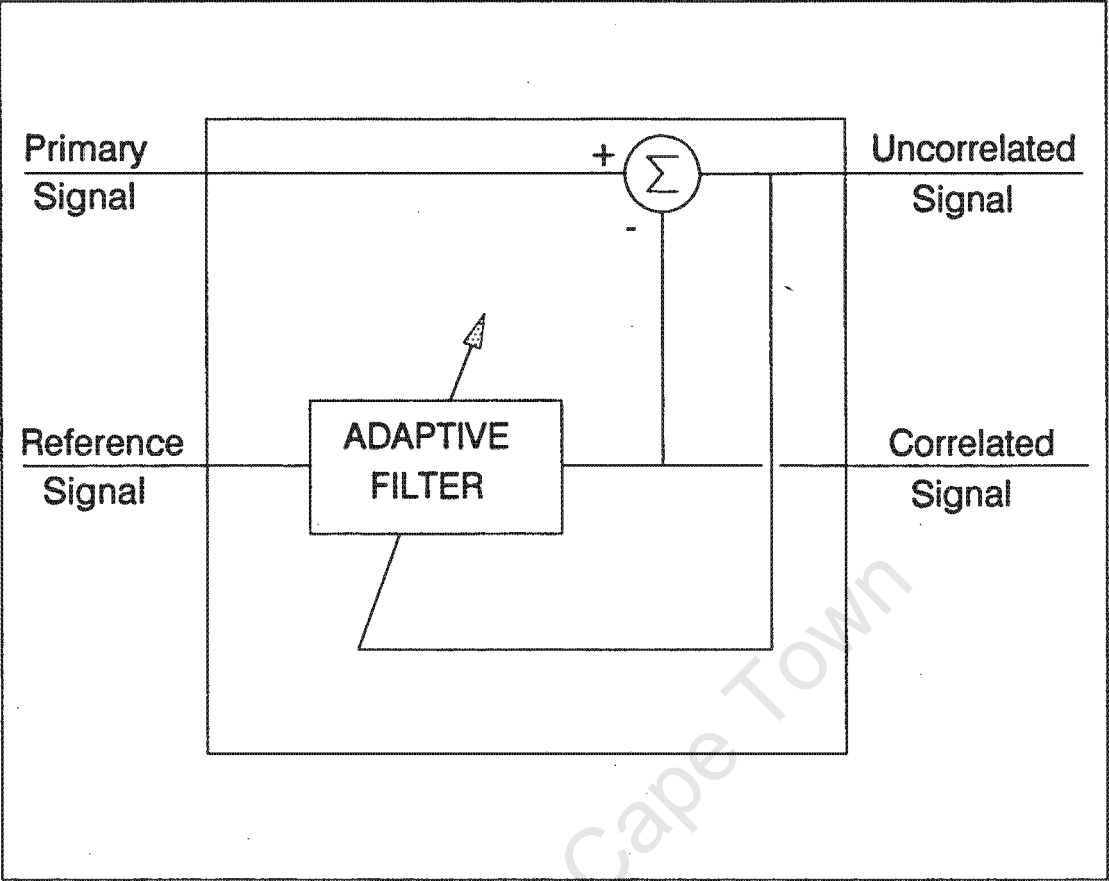 Primary
Signal
+
Σ
-
Uncorrelated
Signal
Reference
Signal
ADAPTIVE
FILTER
Correlated
Signal
Cape Town